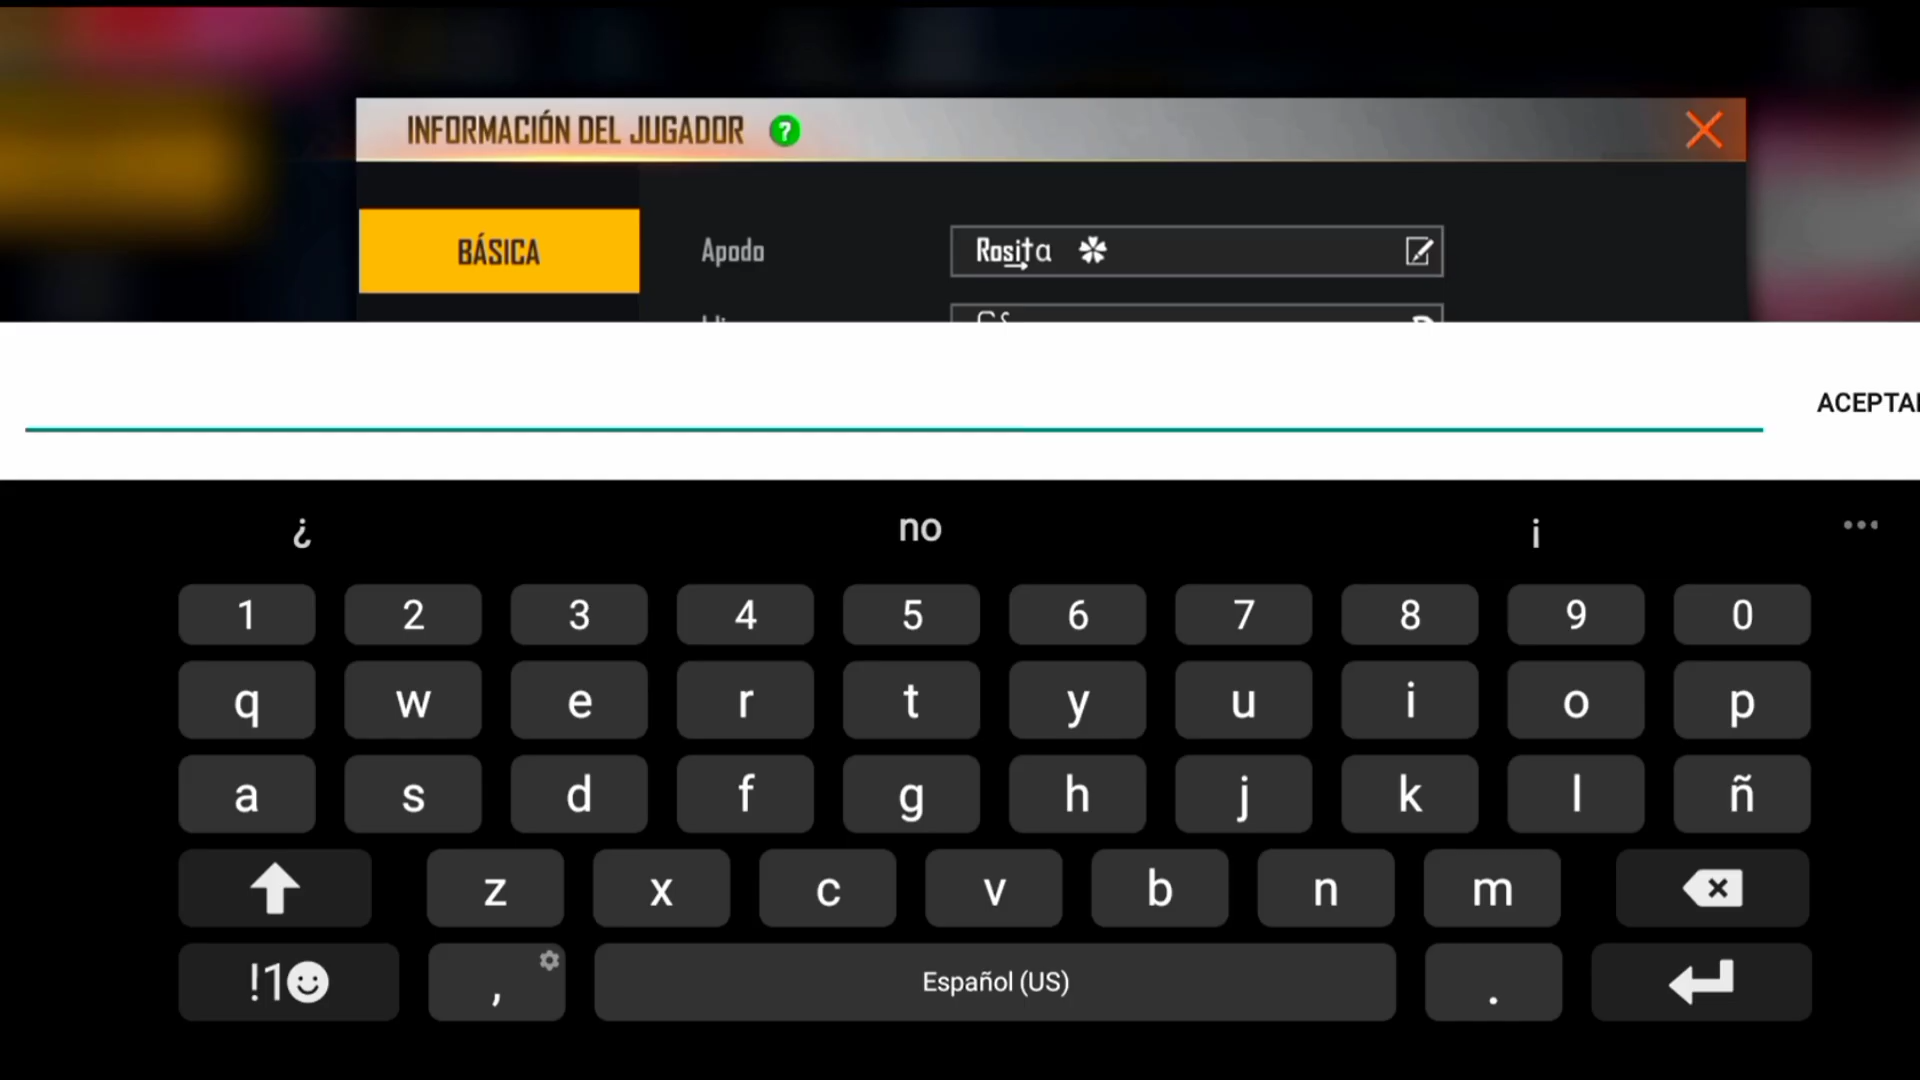 INFORMACIÓN DEL JUGADOR ?
BÁSICA
Apodo
Rosita ✤
¿ no ¡ ...
1 2 3 4 5 6 7 8 9 0
q w e r t y u i o p
a s d f g h j k l ñ
z x c v b n m
!1☺ , Español (US) .